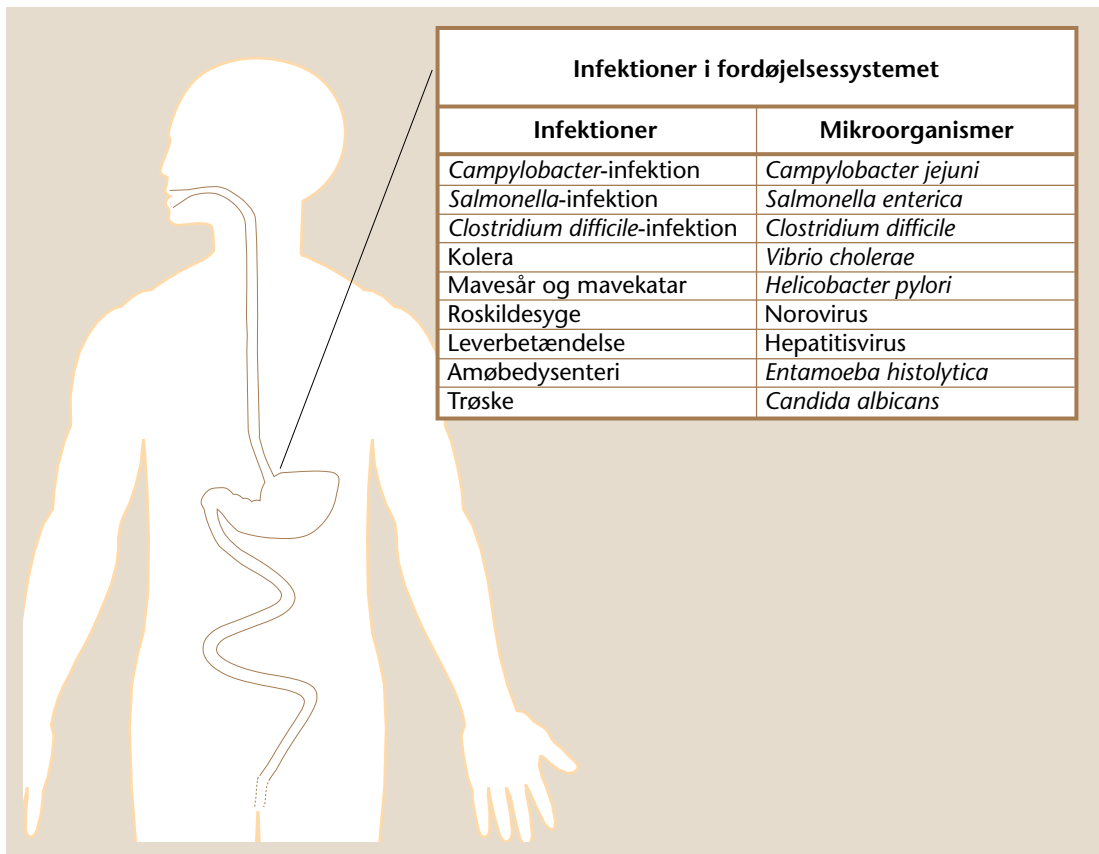 Infektioner i fordøjelsessystemet
Infektioner Mikroorganismer
Campylobacter-infektion Campylobacter jejuni
Salmonella-infektion Salmonella enterica
Clostridium difficile-infektion Clostridium difficile
Kolera Vibrio cholerae
Mavesår og mavekatar Helicobacter pylori
Roskildesyge Norovirus
Leverbetændelse Hepatitisvirus
Amøbedysenteri Entamoeba histolytica
Trøske Candida albicans